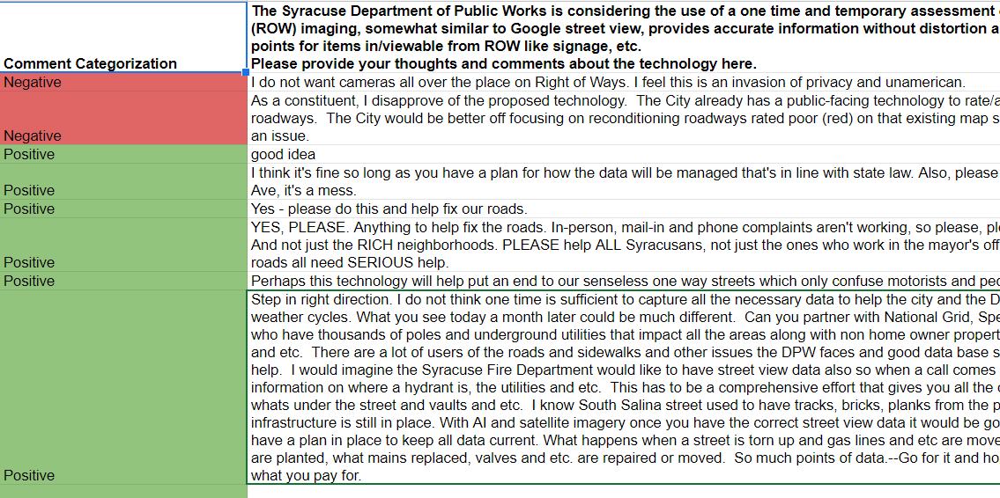 The Syracuse Department of Public Works is considering the use of a one time and temporary assessment
(ROW) imaging, somewhat similar to Google street view, provides accurate information without distortion a
points for items in/viewable from ROW like signage, etc.
Comment Categorization
Please provide your thoughts and comments about the technology here.
Negative
I do not want cameras all over the place on Right of Ways. I feel this is an invasion of privacy and unamerican.
As a constituent, I disapprove of the proposed technology.  The City already has a public-facing technology to rate/a
roadways.  The City would be better off focusing on reconditioning roadways rated poor (red) on that existing map s
Negative
an issue.
Positive
good idea
I think it's fine so long as you have a plan for how the data will be managed that's in line with state law. Also, please
Positive
Ave, it's a mess.
Positive
Yes - please do this and help fix our roads.
YES, PLEASE. Anything to help fix the roads. In-person, mail-in and phone complaints aren't working, so please, pl
And not just the RICH neighborhoods. PLEASE help ALL Syracusans, not just the ones who work in the mayor's off
Positive
roads all need SERIOUS help.
Positive
Perhaps this technology will help put an end to our senseless one way streets which only confuse motorists and pe
Step in right direction. I do not think one time is sufficient to capture all the necessary data to help the city and the D
weather cycles. What you see today a month later could be much different.  Can you partner with National Grid, Spe
who have thousands of poles and underground utilities that impact all the areas along with non home owner propert
and etc.  There are a lot of users of the roads and sidewalks and other issues the DPW faces and good data base s
help.  I would imagine the Syracuse Fire Department would like to have street view data also so when a call comes
information on where a hydrant is, the utilities and etc.  This has to be a comprehensive effort that gives you all the
whats under the street and vaults and etc.  I know South Salina street used to have tracks, bricks, planks from the p
infrastructure is still in place. With AI and satellite imagery once you have the correct street view data it would be go
have a plan in place to keep all data current. What happens when a street is torn up and gas lines and etc are move
are planted, what mains replaced, valves and etc. are repaired or moved.  So much points of data.--Go for it and ho
Positive
what you pay for.